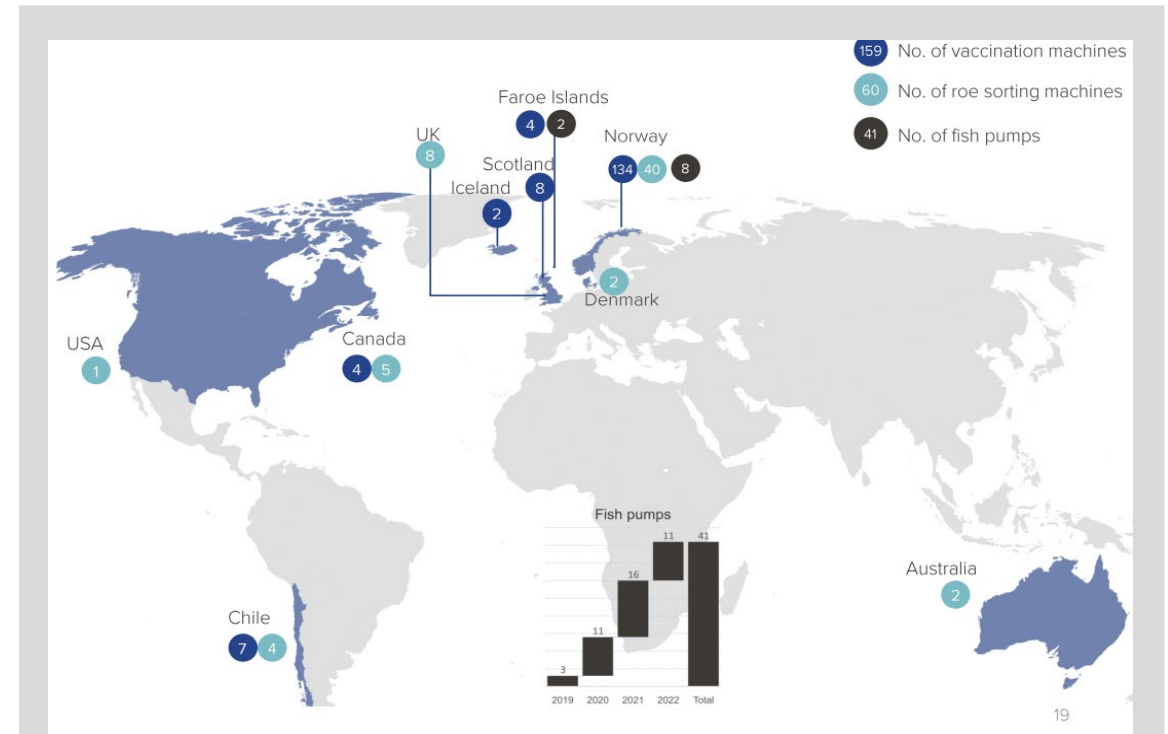 159 No. of vaccination machines
60 No. of roe sorting machines
41 No. of fish pumps
Faroe Islands
4 2
UK
8
Scotland
8
Iceland
2
Norway
134 40 8
2
Denmark
USA
1
Canada
4 5
Chile
7 4
Australia
2
Fish pumps
3
11
16
11
41
2019 2020 2021 2022 Total
19